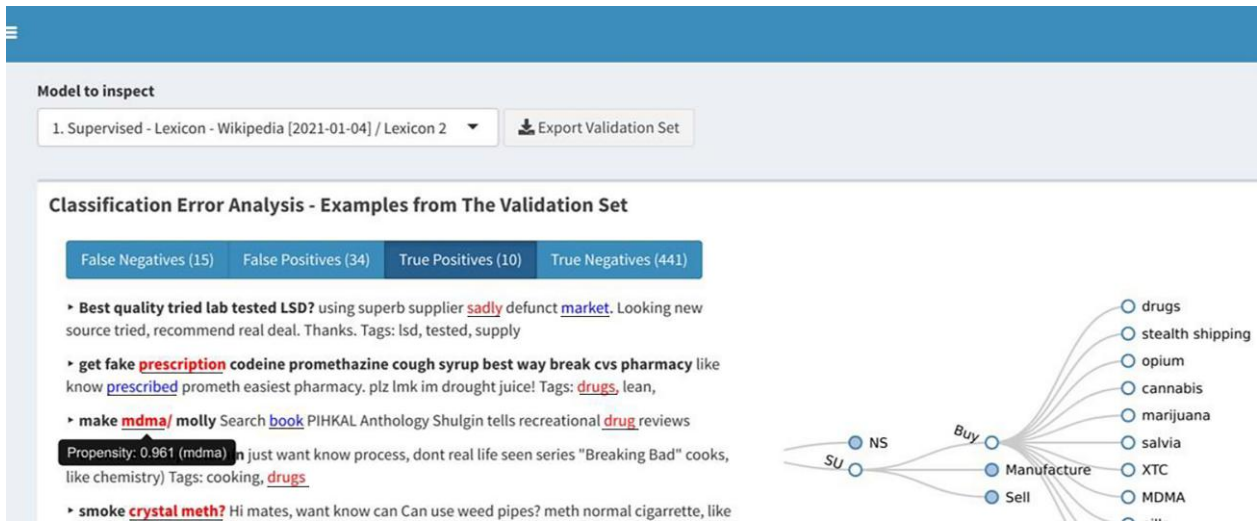 Model to inspect
1. Supervised - Lexicon - Wikipedia [2021-01-04] / Lexicon 2
Export Validation Set
Classification Error Analysis - Examples from The Validation Set
False Negatives (15) False Positives (34) True Positives (10) True Negatives (441)
‣ Best quality tried lab tested LSD? using superb supplier sadly defunct market. Looking new
source tried, recommend real deal. Thanks. Tags: lsd, tested, supply
‣ get fake prescription codeine promethazine cough syrup best way break cvs pharmacy like
know prescribed prometh easiest pharmacy. plz lmk im drought juice! Tags: drugs, lean,
‣ make mdma/ molly Search book PIHKAL Anthology Shulgin tells recreational drug reviews
Propensity: 0.961 (mdma)
just want know process, dont real life seen series "Breaking Bad" cooks,
like chemistry) Tags: cooking, drugs
‣ smoke crystal meth? Hi mates, want know can Can use weed pipes? meth normal cigarrette, like
NS
SU
Buy
Manufacture
Sell
drugs
stealth shipping
opium
cannabis
marijuana
salvia
XTC
MDMA